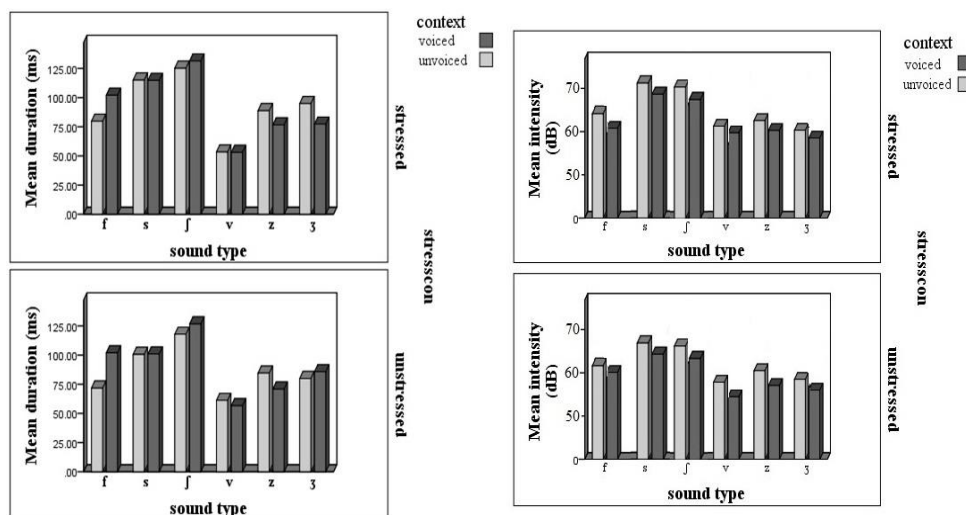 context
voiced
unvoiced
Mean duration (ms)
125.00
100.00
75.00
50.00
25.00
.00
f s ʃ v z ʒ
sound type
stressed
Mean duration (ms)
125.00
100.00
75.00
50.00
25.00
.00
f s ʃ v z ʒ
sound type
unstressed
stresscon
context
voiced
unvoiced
Mean intensity
(dB)
70
60
50
0
f s ʃ v z ʒ
sound type
stressed
Mean intensity
(dB)
70
60
50
0
f s ʃ v z ʒ
sound type
unstressed
stresscon